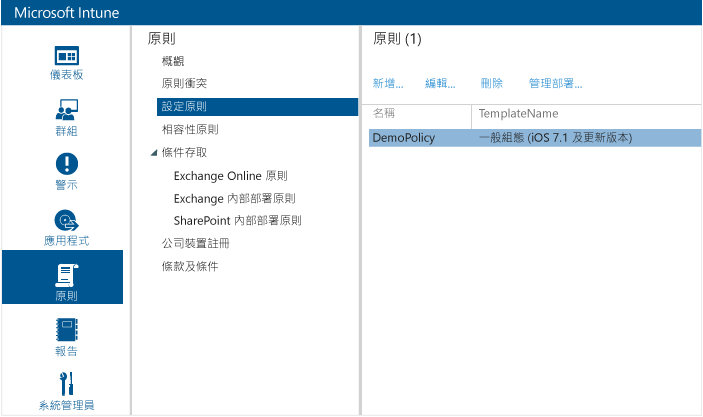 Microsoft Intune
儀表板
群組
警示
應用程式
原則
報告
系統管理員
原則
概觀
原則衝突
設定原則
相容性原則
條件存取
Exchange Online 原則
Exchange 內部部署原則
SharePoint 內部部署原則
公司裝置註冊
條款及條件
原則 (1)
新增... 編輯... 刪除 管理部署...
名稱 TemplateName
DemoPolicy 一般組態 (iOS 7.1 及更新版本)